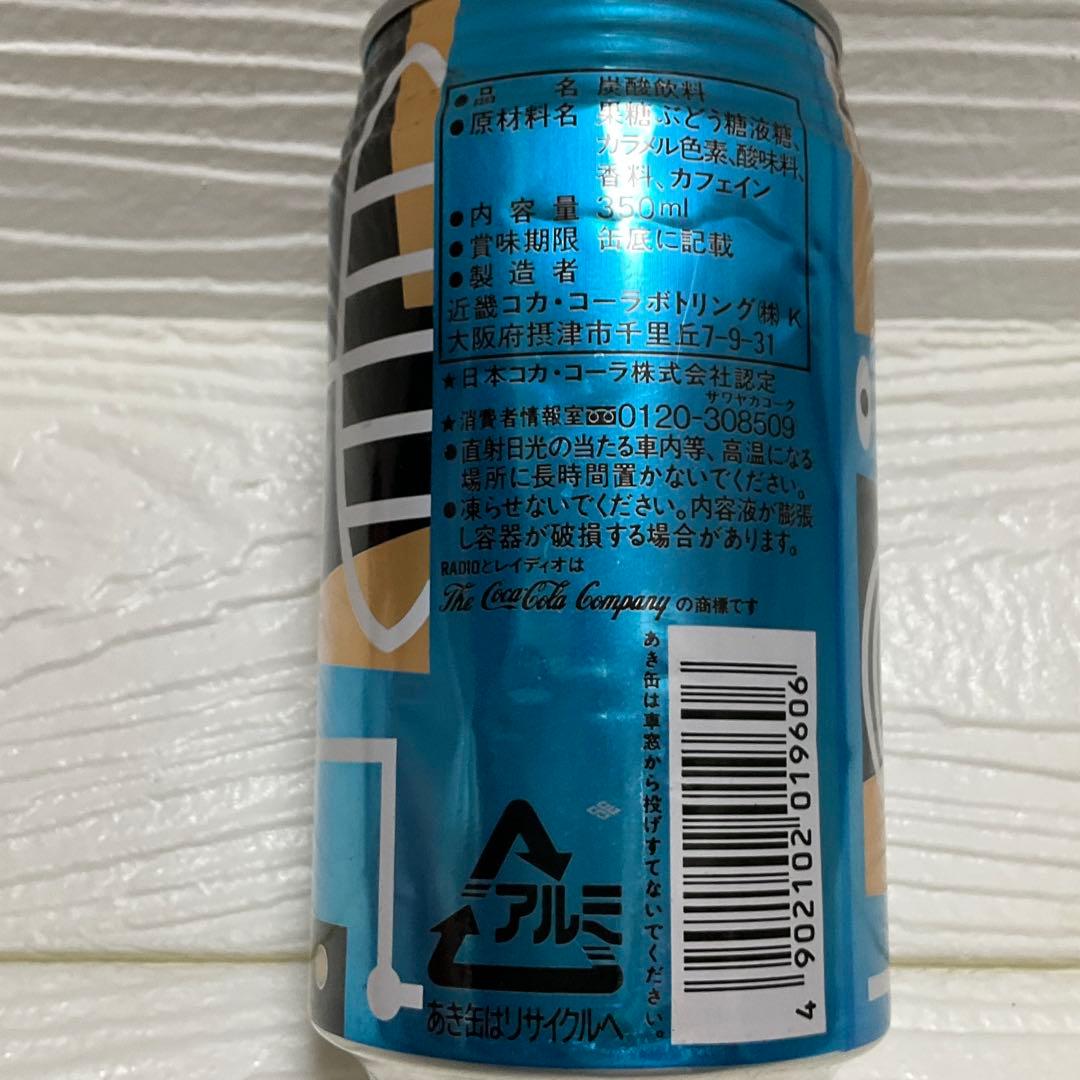 ●品名 炭酸飲料
●原材料名 果糖ぶどう糖液糖、
カラメル色素、酸味料、
香料、カフェイン
●内容量 350ml
●賞味期限 缶底に記載
●製造者
近畿コカ・コーラボトリング㈱ K
大阪府摂津市千里丘7-9-31
★日本コカ・コーラ株式会社認定
サワヤカコーク
★消費者情報室 0120-308509
●直射日光の当たる車内等、高温になる
場所に長時間置かないでください。
●凍らせないでください。内容液が膨張
し容器が破損する場合があります。
RADIOとレイディオは
The Coca-Cola Company の商標です
あき缶は車窓から投げすてないでください。
4 902102 019606
アルミ
あき缶はリサイクルへ